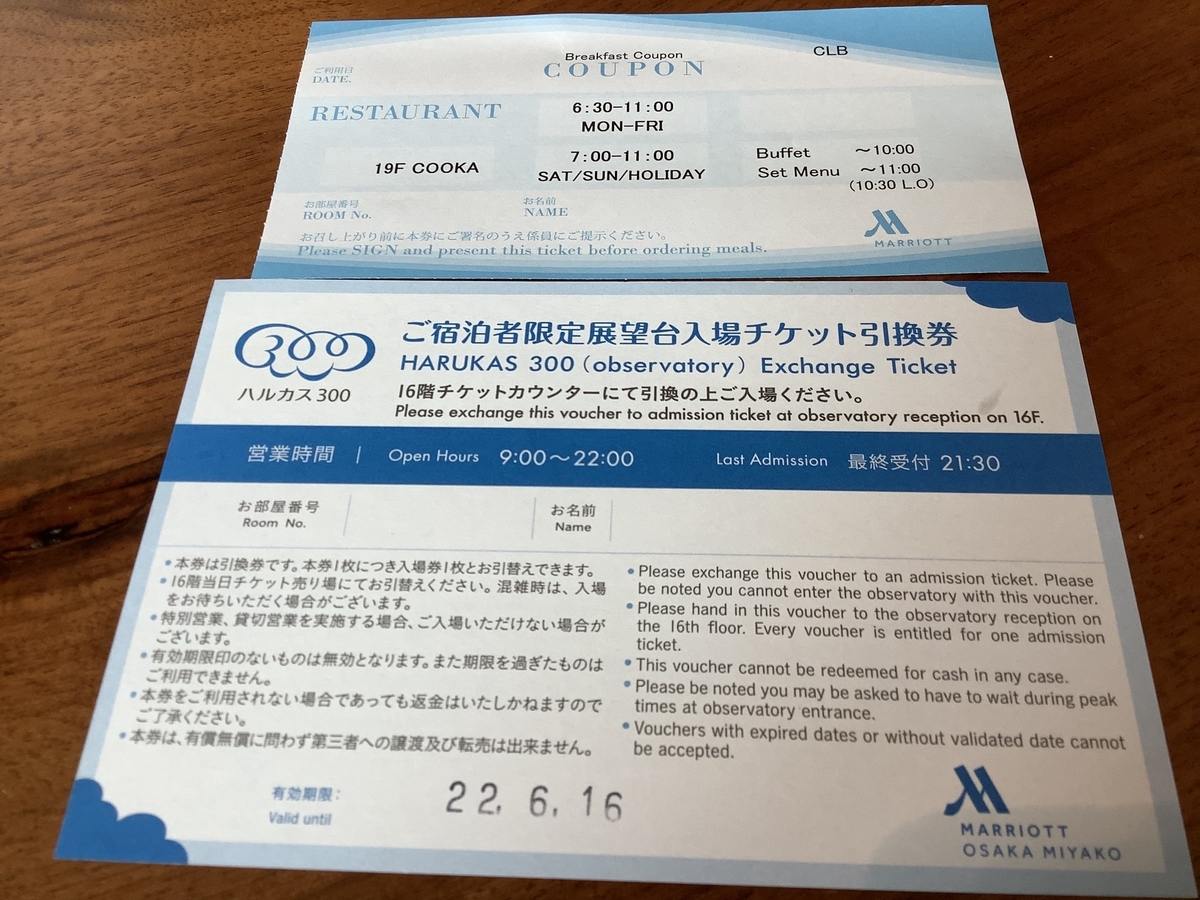 Breakfast Coupon
CLB
COUPON
ご利用日
DATE.
RESTAURANT
6:30-11:00
MON-FRI
19F COOKA
7:00-11:00
SAT/SUN/HOLIDAY
Buffet ～10:00
Set Menu ～11:00
(10:30 L.O)
お部屋番号
ROOM No.
お名前
NAME
お召し上がり前に本券にご署名のうえ係員にご提示ください。
Please SIGN and present this ticket before ordering meals.
MARRIOTT
300
ハルカス300
ご宿泊者限定展望台入場チケット引換券
HARUKAS 300 (observatory) Exchange Ticket
16階チケットカウンターにて引換の上ご入場ください。
Please exchange this voucher to admission ticket at observatory reception on 16F.
営業時間 | Open Hours 9:00～22:00 Last Admission 最終受付 21:30
お部屋番号
Room No.
お名前
Name
•本券は引換券です。本券1枚につき入場券1枚とお引替えできます。
•16階当日チケット売り場にてお引替えください。混雑時は、入場
をお待ちいただく場合がございます。
•特別営業、貸切営業を実施する場合、ご入場いただけない場合が
ございます。
•有効期限印のないものは無効となります。また期限を過ぎたものは
ご利用できません。
•本券をご利用されない場合であっても返金はいたしかねますので
ご了承ください。
•本券は、有償無償に問わず第三者への譲渡及び転売は出来ません。
•Please exchange this voucher to an admission ticket. Please
be noted you cannot enter the observatory with this voucher.
•Please hand in this voucher to the observatory reception on
the 16th floor. Every voucher is entitled for one admission
ticket.
•This voucher cannot be redeemed for cash in any case.
•Please be noted you may be asked to have to wait during peak
times at observatory entrance.
•Vouchers with expired dates or without validated date cannot
be accepted.
有効期限:
Valid until
22. 6. 16
MARRIOTT
OSAKA MIYAKO